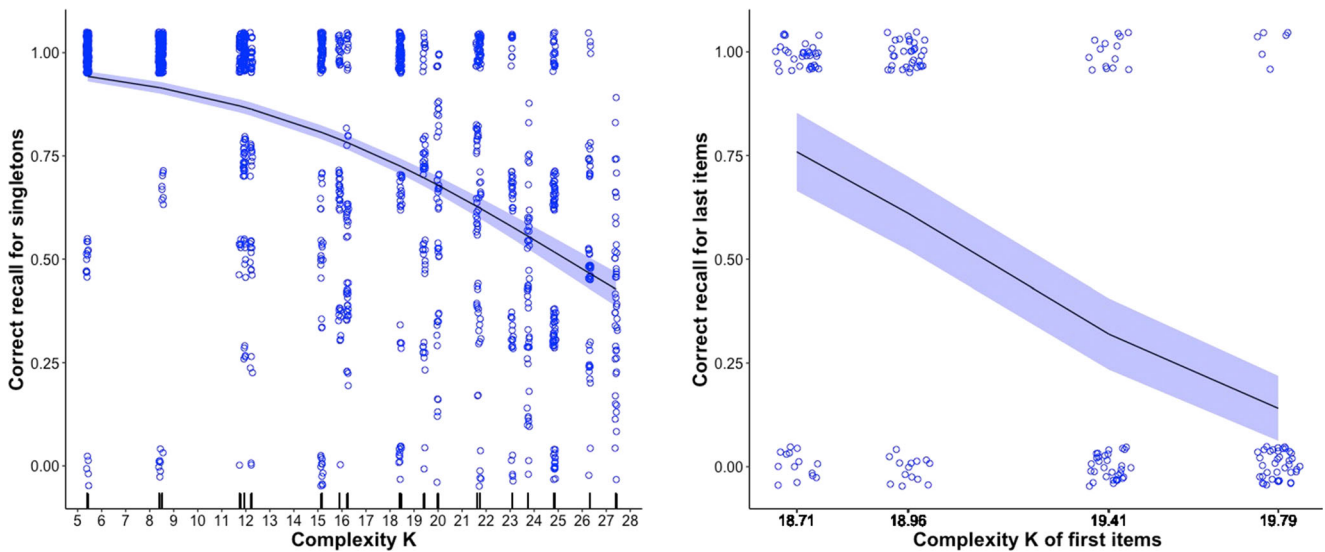 Correct recall for singletons
1.00
0.75
0.50
0.25
0.00
5 6 7 8 9 10 11 12 13 14 15 16 17 18 19 20 21 22 23 24 25 26 27 28
Complexity K
Correct recall for last items
1.00
0.75
0.50
0.25
0.00
18.71 18.96 19.41 19.79
Complexity K of first items